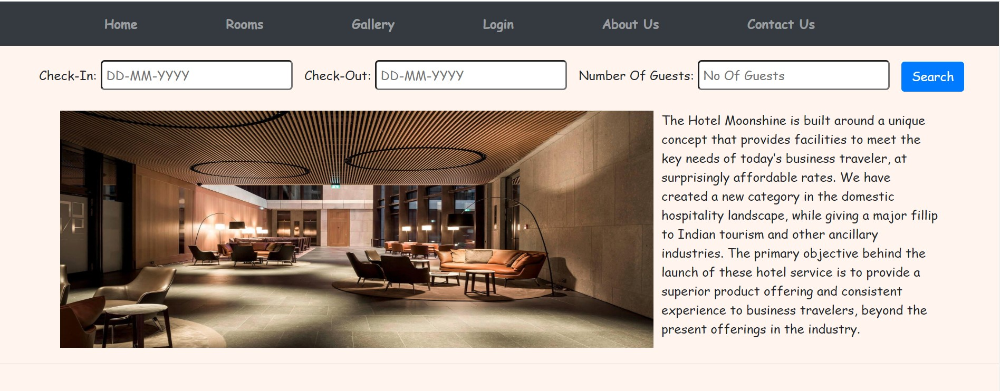 Home Rooms Gallery Login About Us Contact Us
Check-In: DD-MM-YYYY Check-Out: DD-MM-YYYY Number Of Guests: No Of Guests Search
The Hotel Moonshine is built around a unique
concept that provides facilities to meet the
key needs of today's business traveler, at
surprisingly affordable rates. We have
created a new category in the domestic
hospitality landscape, while giving a major fillip
to Indian tourism and other ancillary
industries. The primary objective behind the
launch of these hotel service is to provide a
superior product offering and consistent
experience to business travelers, beyond the
present offerings in the industry.